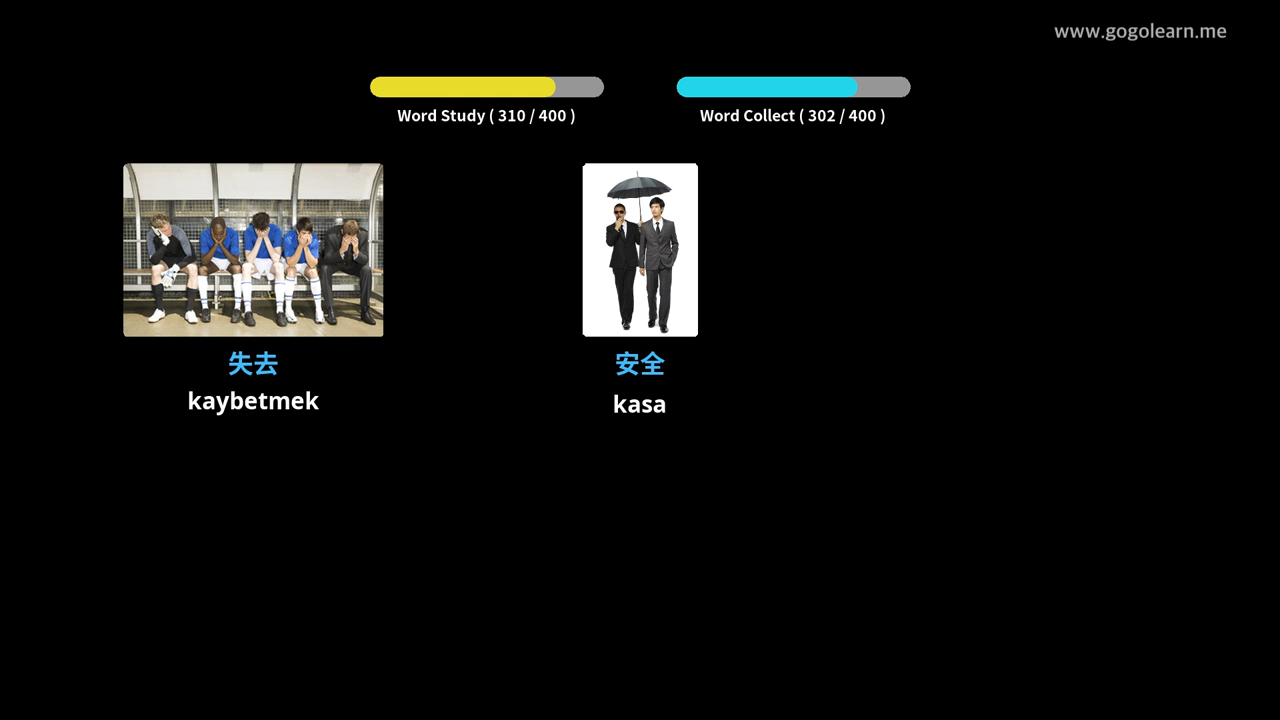 www.gogolearn.me
Word Study ( 310 / 400 )
Word Collect ( 302 / 400 )
失去
kaybetmek
安全
kasa